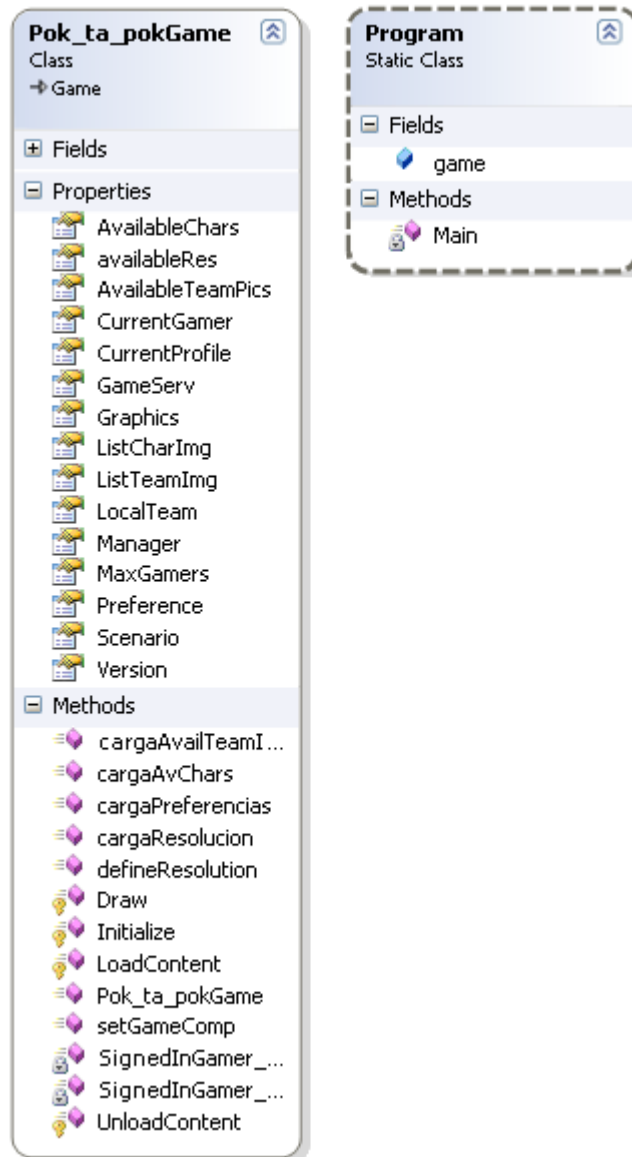 Pok_ta_pokGame
Class
Game
Fields
Properties
AvailableChars
availableRes
AvailableTeamPics
CurrentGamer
CurrentProfile
GameServ
Graphics
ListCharImg
ListTeamImg
LocalTeam
Manager
MaxGamers
Preference
Scenario
Version
Methods
cargaAvailTeamI...
cargaAvChars
cargaPreferencias
cargaResolucion
defineResolution
Draw
Initialize
LoadContent
Pok_ta_pokGame
setGameComp
SignedInGamer_...
SignedInGamer_...
UnloadContent
Program
Static Class
Fields
game
Methods
Main